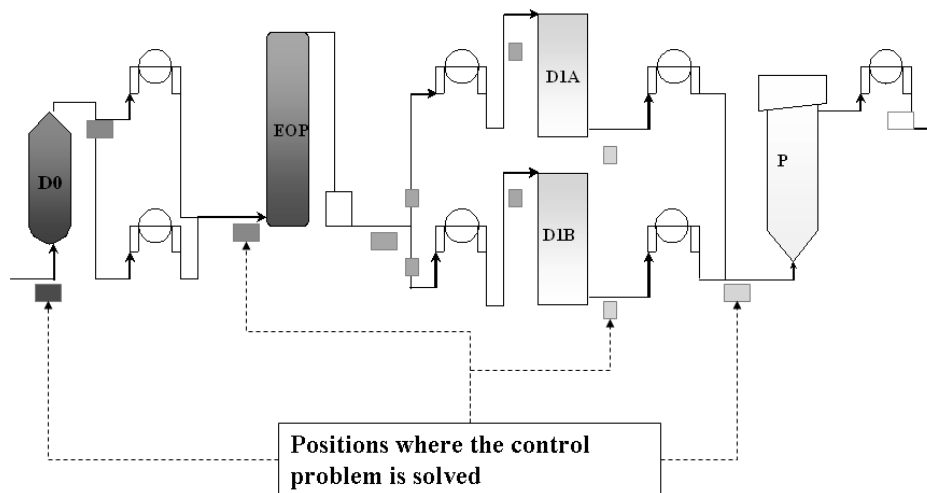 D0
EOP
D1A
D1B
P
Positions where the control
problem is solved